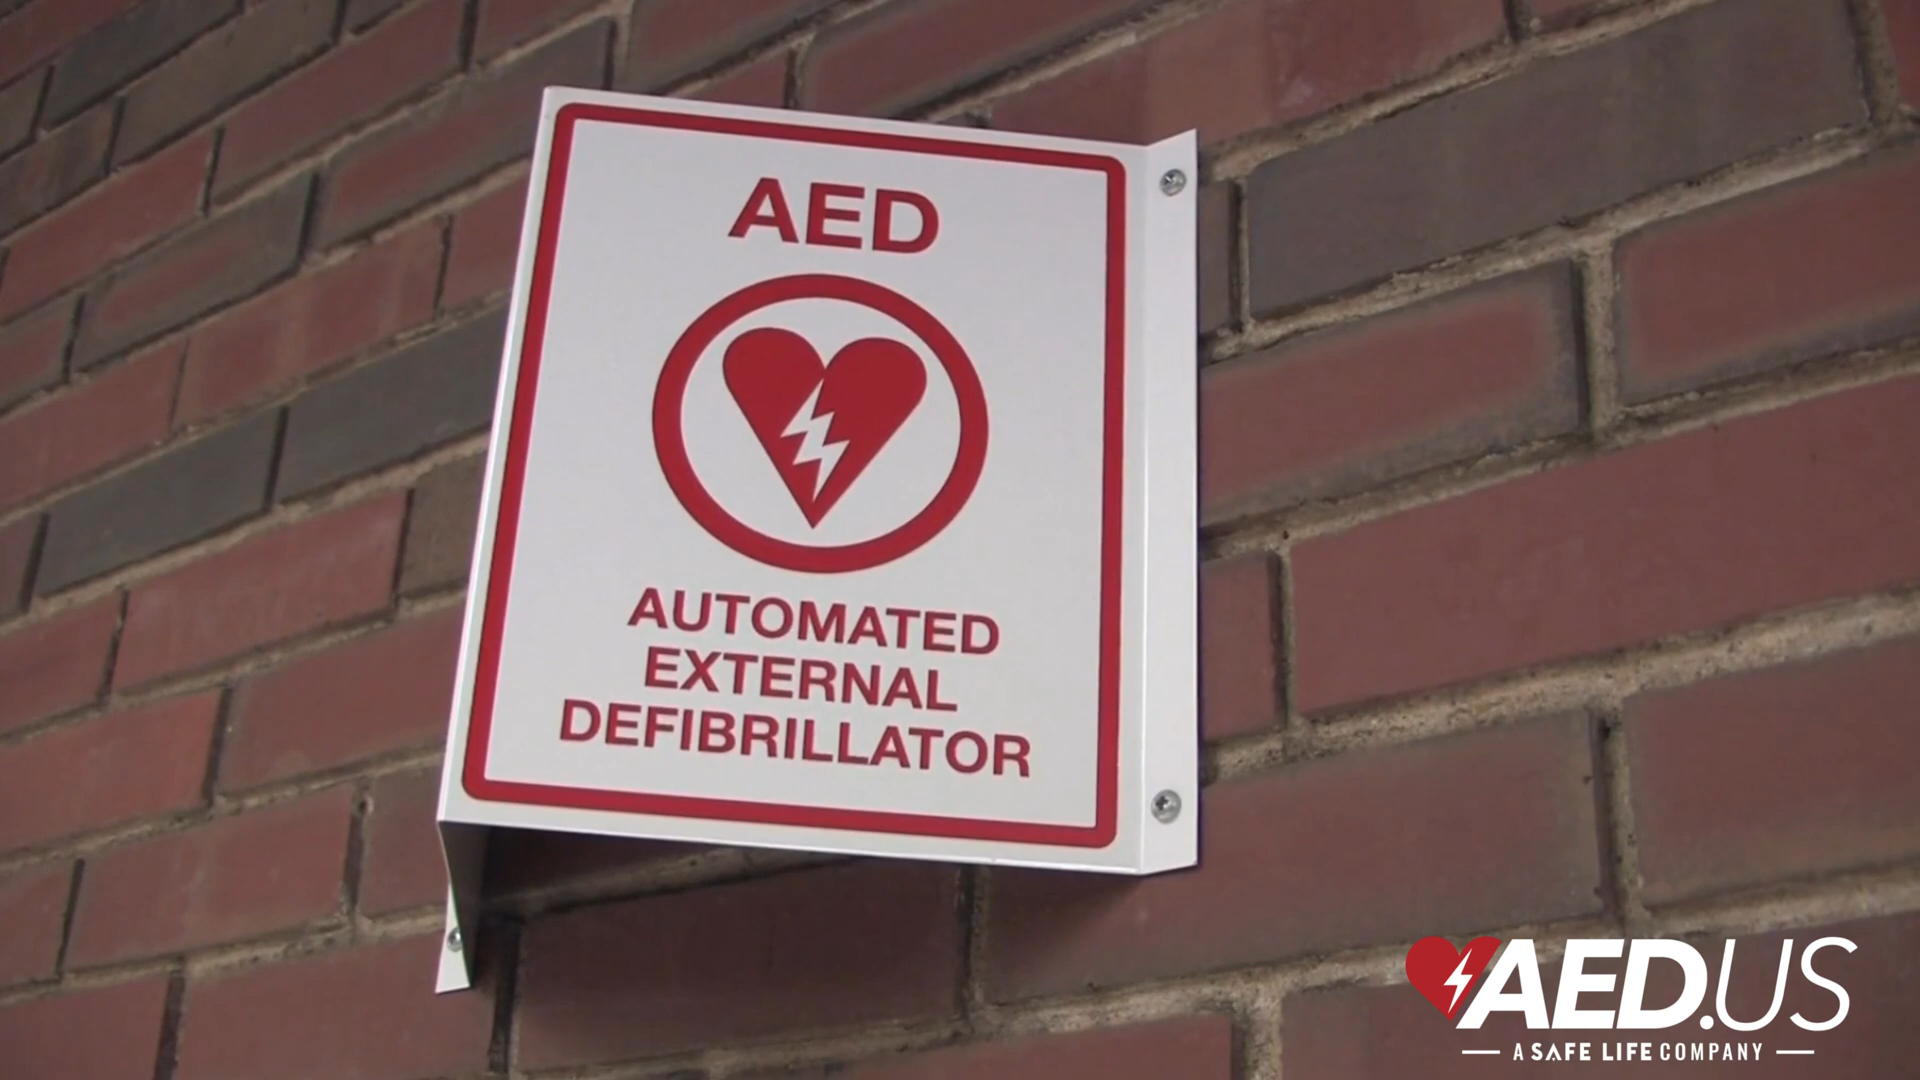 AED
AUTOMATED
EXTERNAL
DEFIBRILLATOR
AED.US
A SAFE LIFE COMPANY